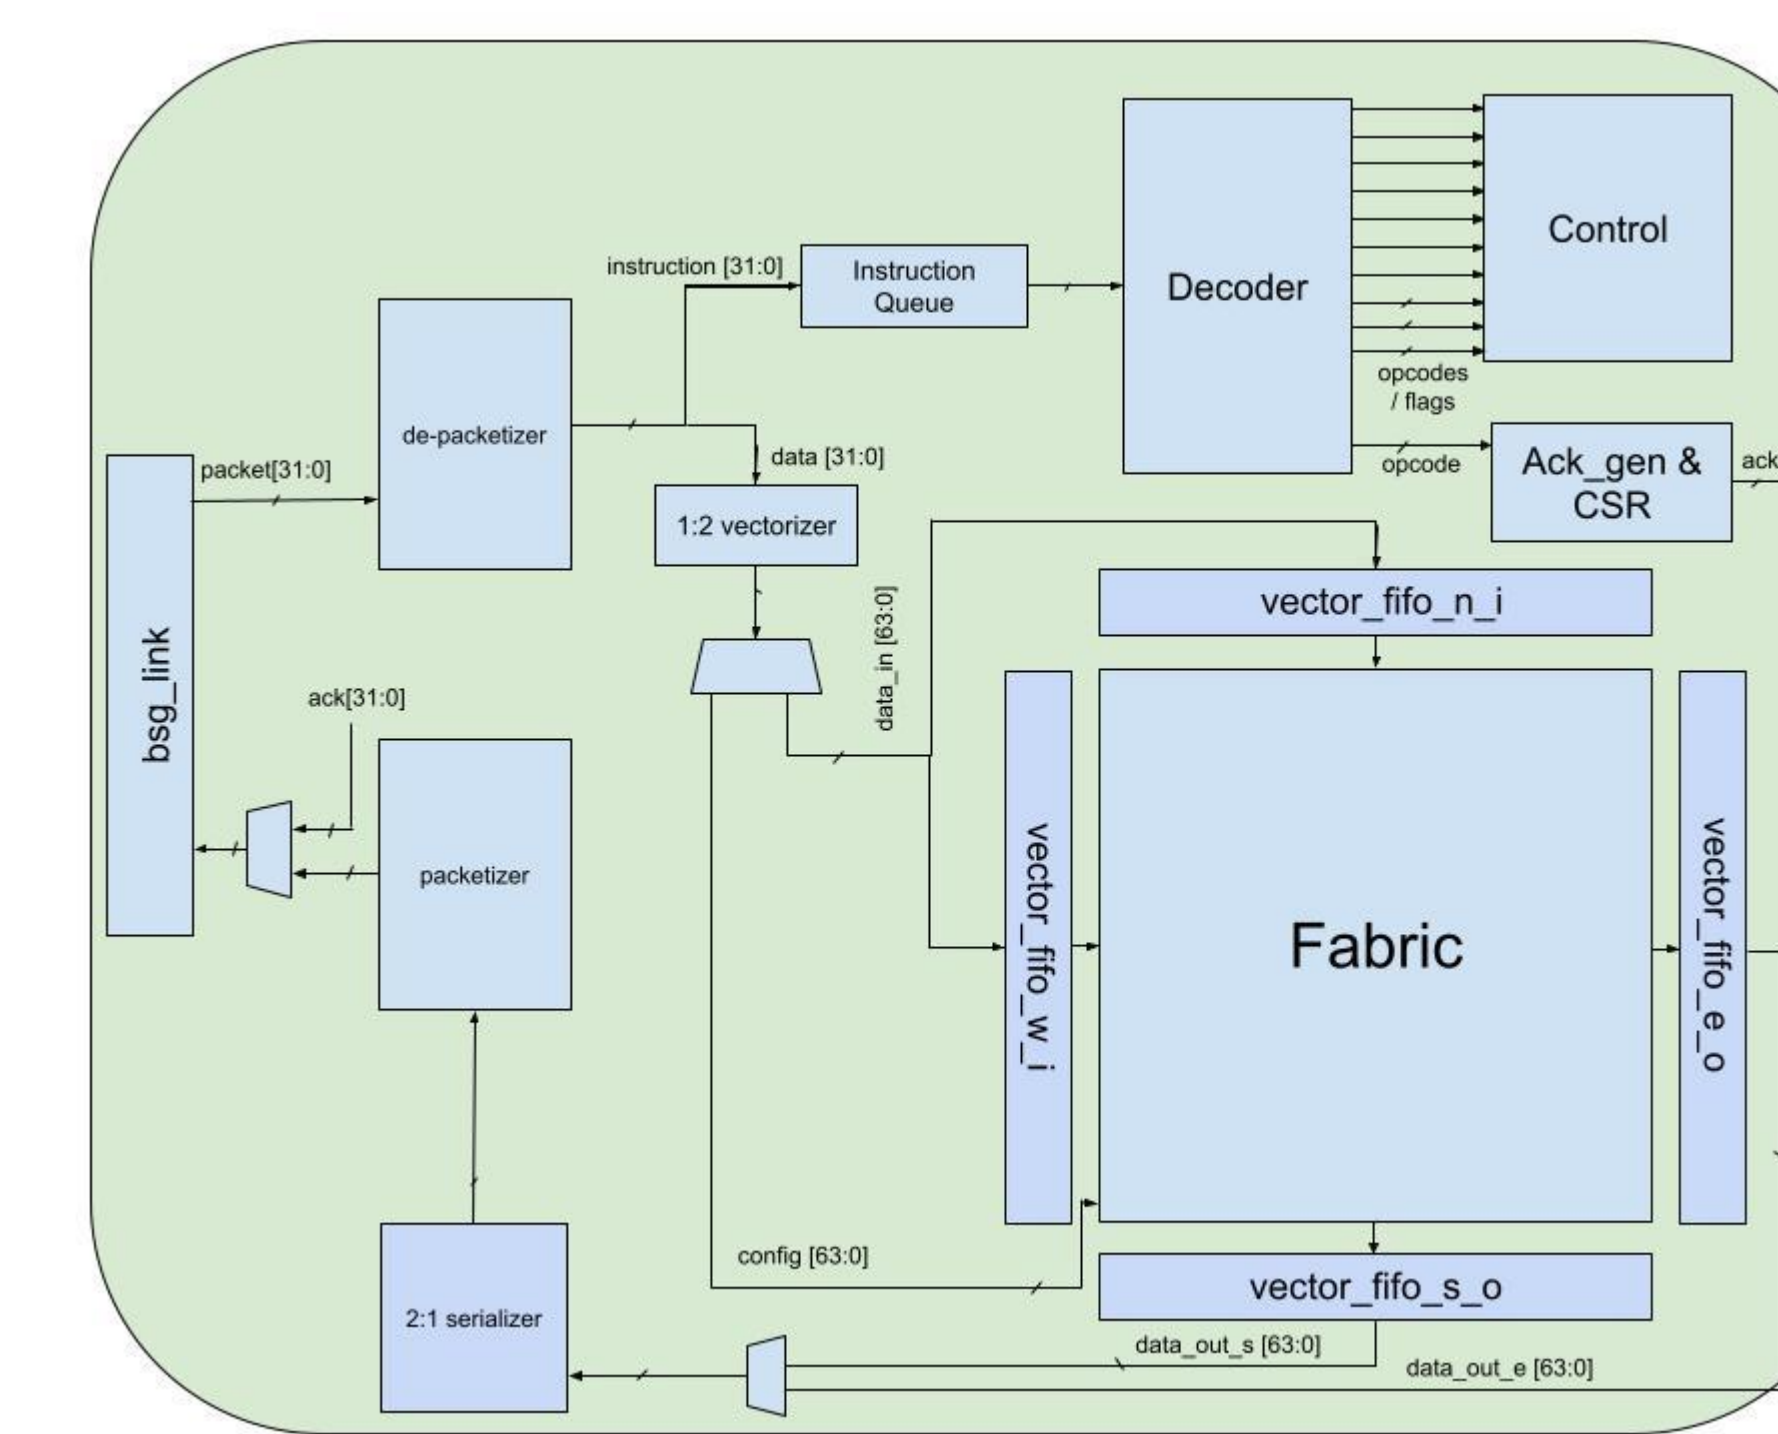 instruction [31:0]
Instruction
Queue
Decoder
Control
opcodes
/ flags
opcode
Ack_gen &
CSR
ack
de-packetizer
packet[31:0]
data [31:0]
1:2 vectorizer
bsg_link
ack[31:0]
data_in [63:0]
vector_fifo_n_i
packetizer
vector_fifo_w_i
Fabric
vector_fifo_e_o
config [63:0]
vector_fifo_s_o
2:1 serializer
data_out_s [63:0]
data_out_e [63:0]